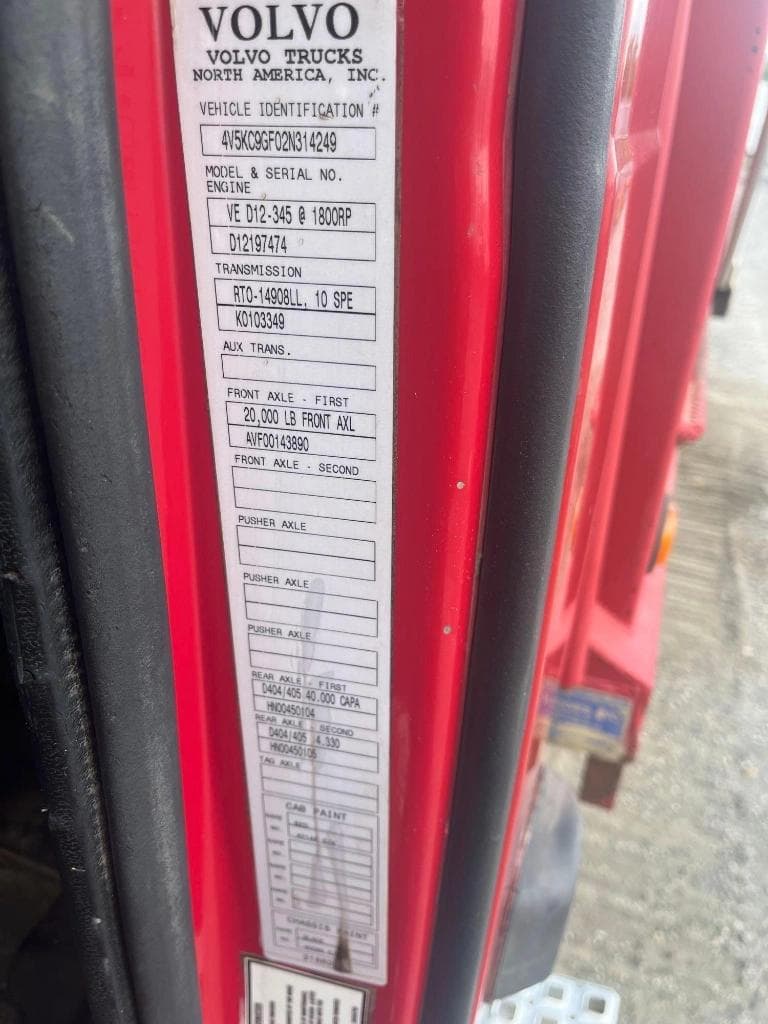 VOLVO
VOLVO TRUCKS
NORTH AMERICA, INC.
VEHICLE IDENTIFICATION #
4V5KC9GF02N314249
MODEL & SERIAL NO.
ENGINE
VE D12-345 @ 1800RP
D12197474
TRANSMISSION
RTO-14908LL, 10 SPE
K0103349
AUX TRANS.
FRONT AXLE - FIRST
20,000 LB FRONT AXL
AVF00143890
FRONT AXLE - SECOND
PUSHER AXLE
PUSHER AXLE
PUSHER AXLE
REAR AXLE - FIRST
D404/405 40.000 CAPA
HN00450104
REAR AXLE - SECOND
D404/405 4.330
HN00450105
TAG AXLE
CAB PAINT
CHASSIS PAINT